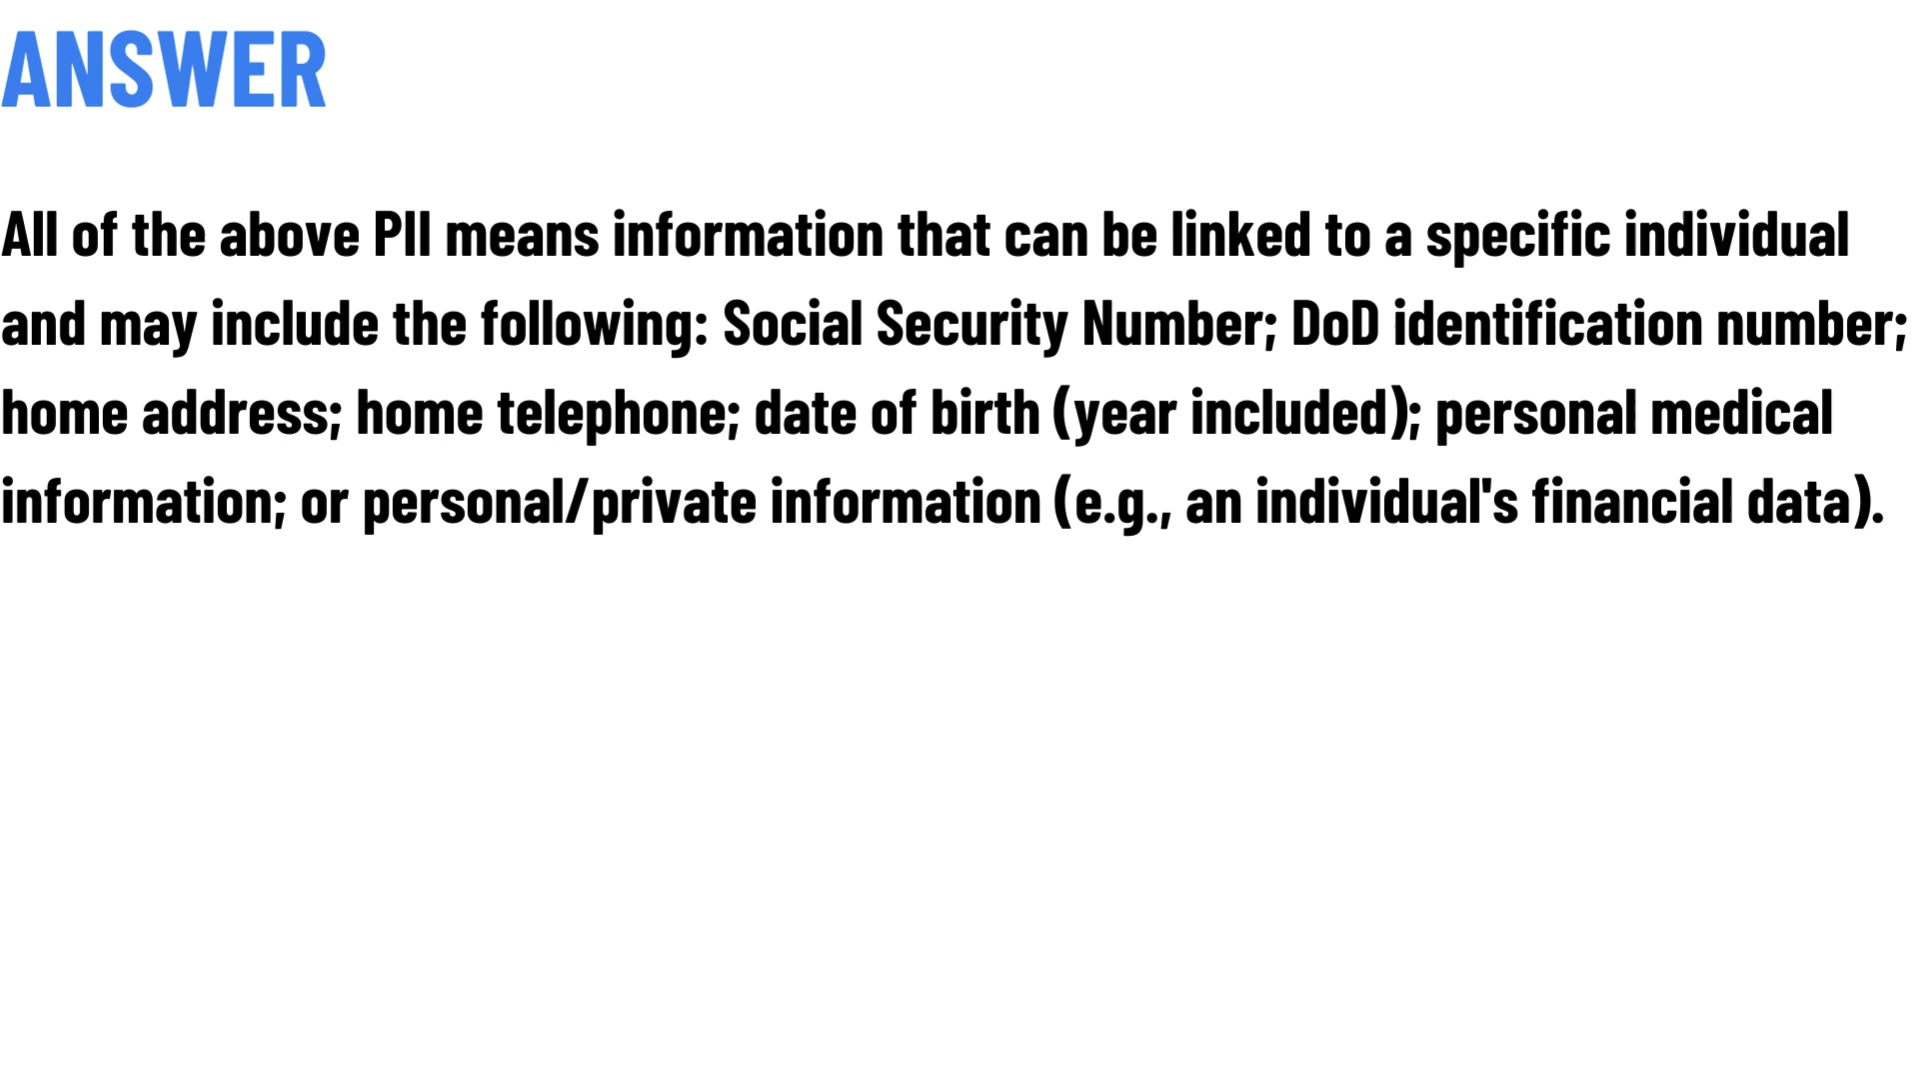 ANSWER
All of the above PII means information that can be linked to a specific individual
and may include the following: Social Security Number; DoD identification number;
home address; home telephone; date of birth (year included); personal medical
information; or personal/private information (e.g., an individual's financial data).